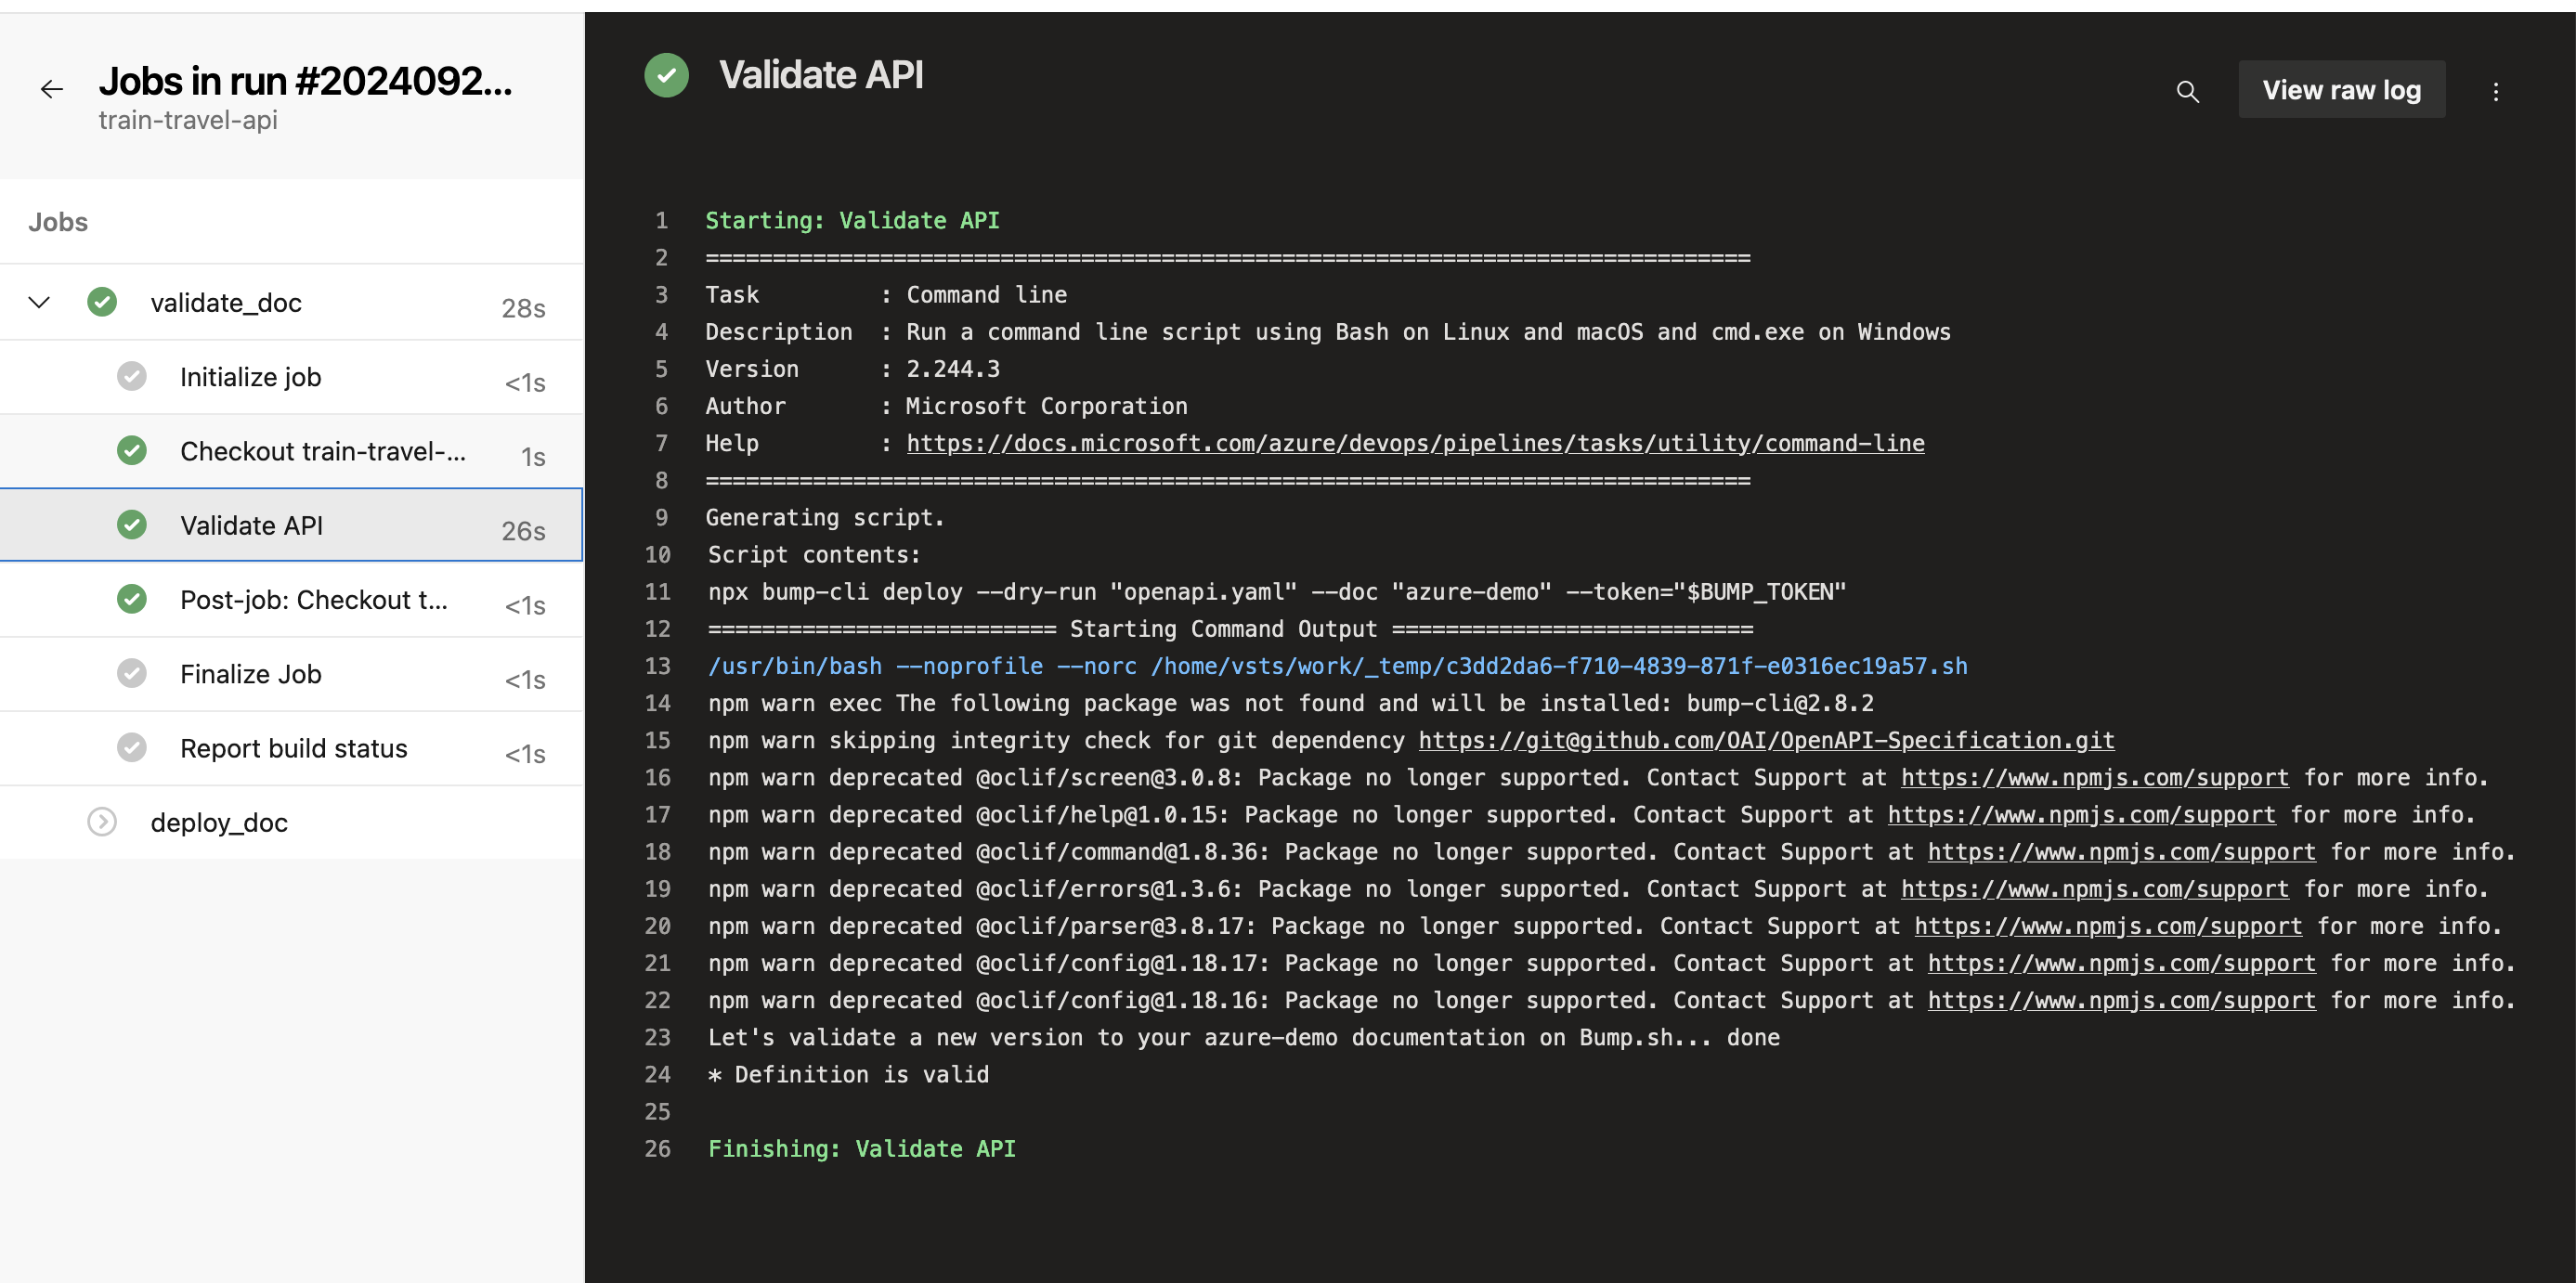 Jobs in run #2024092...
train-travel-api
Jobs
validate_doc 28s
Initialize job <1s
Checkout train-travel-... 1s
Validate API 26s
Post-job: Checkout t... <1s
Finalize Job <1s
Report build status <1s
deploy_doc
Validate API
View raw log
1 Starting: Validate API
2 ==============================================================================
3 Task         : Command line
4 Description  : Run a command line script using Bash on Linux and macOS and cmd.exe on Windows
5 Version      : 2.244.3
6 Author       : Microsoft Corporation
7 Help         : https://docs.microsoft.com/azure/devops/pipelines/tasks/utility/command-line
8 ==============================================================================
9 Generating script.
10 Script contents:
11 npx bump-cli deploy --dry-run "openapi.yaml" --doc "azure-demo" --token="$BUMP_TOKEN"
12 ========================== Starting Command Output ===========================
13 /usr/bin/bash --noprofile --norc /home/vsts/work/_temp/c3dd2da6-f710-4839-871f-e0316ec19a57.sh
14 npm warn exec The following package was not found and will be installed: bump-cli@2.8.2
15 npm warn skipping integrity check for git dependency https://git@github.com/OAI/OpenAPI-Specification.git
16 npm warn deprecated @oclif/screen@3.0.8: Package no longer supported. Contact Support at https://www.npmjs.com/support for more info.
17 npm warn deprecated @oclif/help@1.0.15: Package no longer supported. Contact Support at https://www.npmjs.com/support for more info.
18 npm warn deprecated @oclif/command@1.8.36: Package no longer supported. Contact Support at https://www.npmjs.com/support for more info.
19 npm warn deprecated @oclif/errors@1.3.6: Package no longer supported. Contact Support at https://www.npmjs.com/support for more info.
20 npm warn deprecated @oclif/parser@3.8.17: Package no longer supported. Contact Support at https://www.npmjs.com/support for more info.
21 npm warn deprecated @oclif/config@1.18.17: Package no longer supported. Contact Support at https://www.npmjs.com/support for more info.
22 npm warn deprecated @oclif/config@1.18.16: Package no longer supported. Contact Support at https://www.npmjs.com/support for more info.
23 Let's validate a new version to your azure-demo documentation on Bump.sh... done
24 * Definition is valid
25
26 Finishing: Validate API